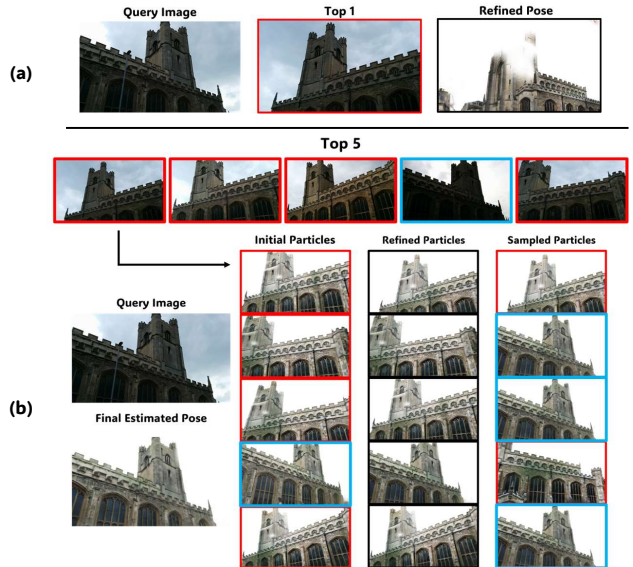 Query Image
Top 1
Refined Pose
(a)
Top 5
Initial Particles
Refined Particles
Sampled Particles
Query Image
(b)
Final Estimated Pose